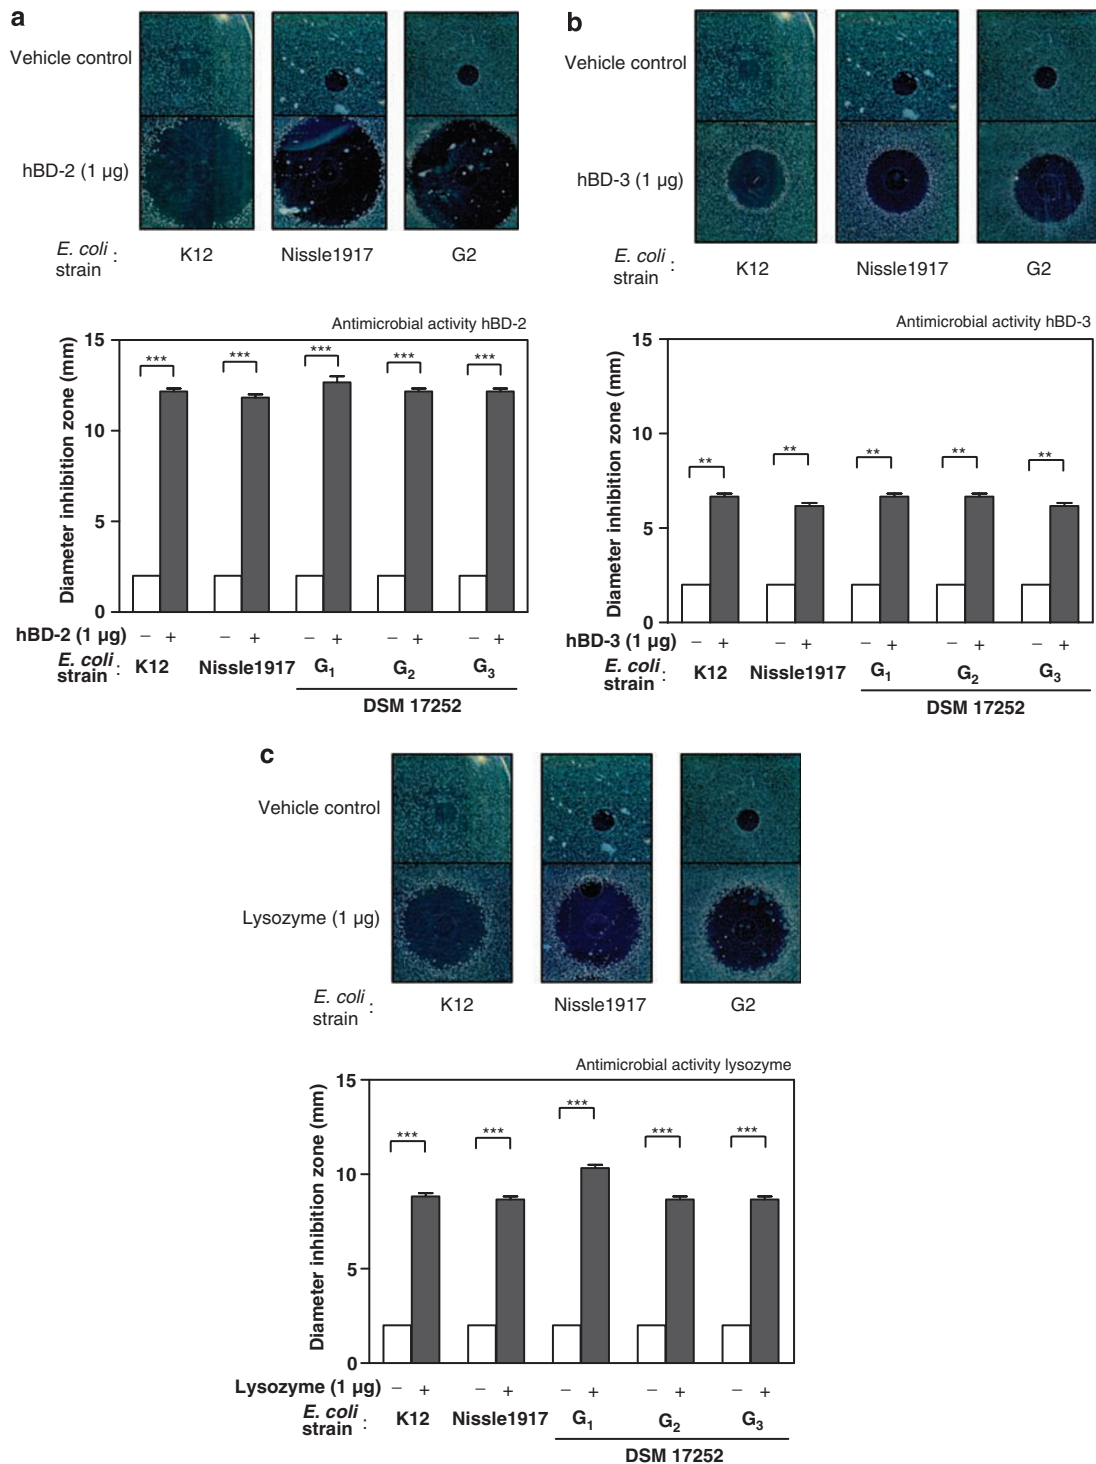 a
Vehicle control
hBD-2 (1 µg)
E. coli strain :
K12 Nissle1917 G2
Antimicrobial activity hBD-2
Diameter inhibition zone (mm)
15
10
5
0
*** *** *** *** ***
hBD-2 (1 µg) – + – + – + – + – +
E. coli strain : K12 Nissle1917 G1 G2 G3
DSM 17252
b
Vehicle control
hBD-3 (1 µg)
E. coli strain :
K12 Nissle1917 G2
Antimicrobial activity hBD-3
Diameter inhibition zone (mm)
15
10
5
0
** ** ** ** **
hBD-3 (1 µg) – + – + – + – + – +
E. coli strain : K12 Nissle1917 G1 G2 G3
DSM 17252
c
Vehicle control
Lysozyme (1 µg)
E. coli strain :
K12 Nissle1917 G2
Antimicrobial activity lysozyme
Diameter inhibition zone (mm)
15
10
5
0
*** *** *** *** ***
Lysozyme (1 µg) – + – + – + – + – +
E. coli strain : K12 Nissle1917 G1 G2 G3
DSM 17252